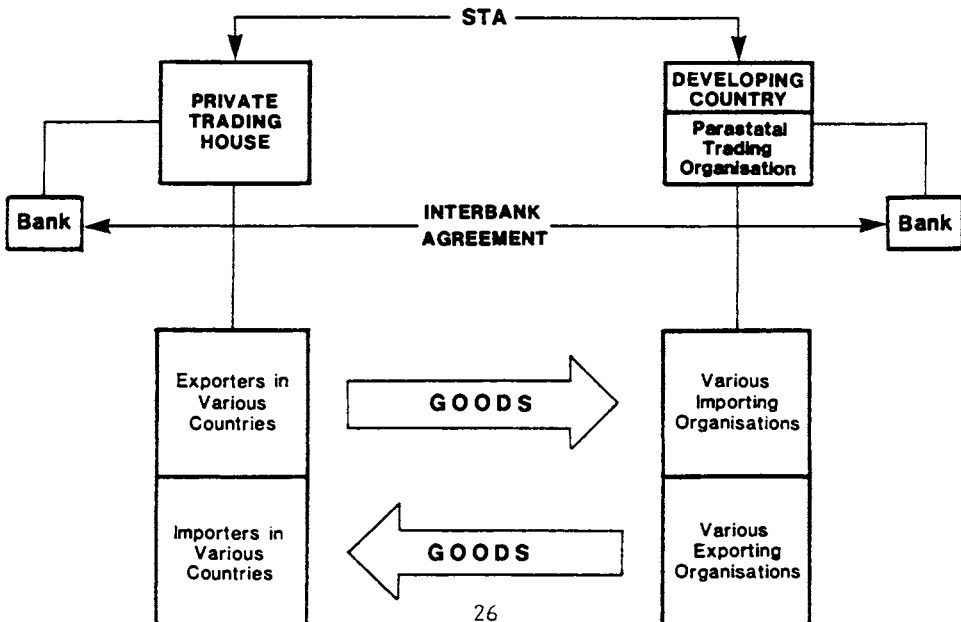 STA
PRIVATE
TRADING
HOUSE
DEVELOPING
COUNTRY
Parastatal
Trading
Organisation
Bank
INTERBANK
AGREEMENT
Bank
Exporters in
Various
Countries
GOODS
Various
Importing
Organisations
Importers in
Various
Countries
GOODS
Various
Exporting
Organisations
26